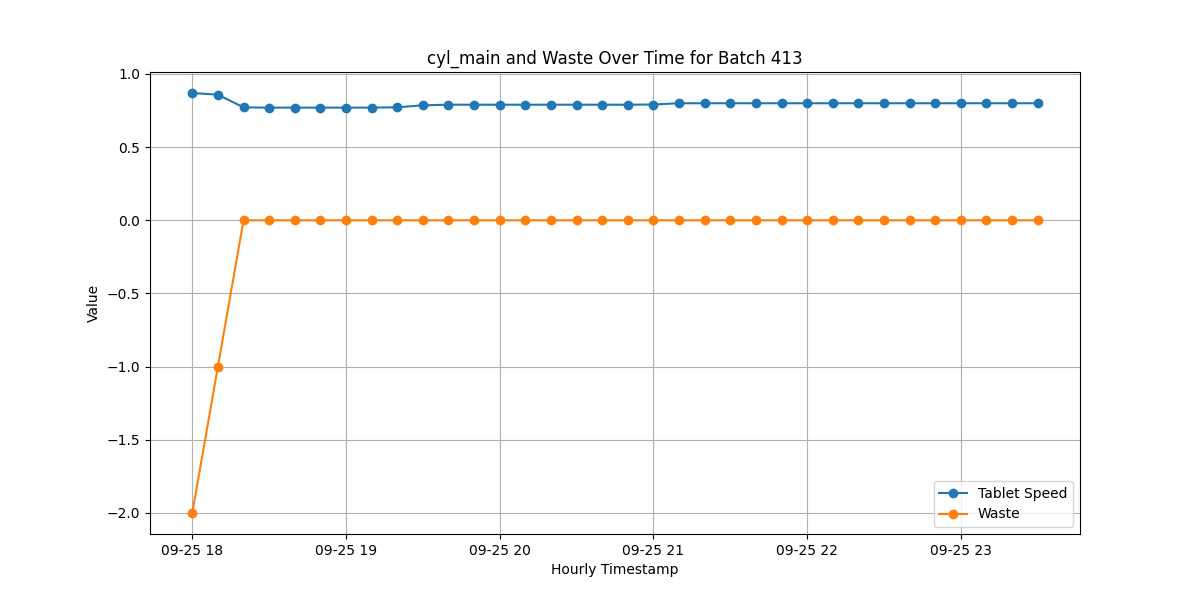 cyl_main and Waste Over Time for Batch 413
1.0
0.5
0.0
−0.5
−1.0
−1.5
−2.0
Value
Tablet Speed
Waste
09-25 18
09-25 19
09-25 20
09-25 21
09-25 22
09-25 23
Hourly Timestamp